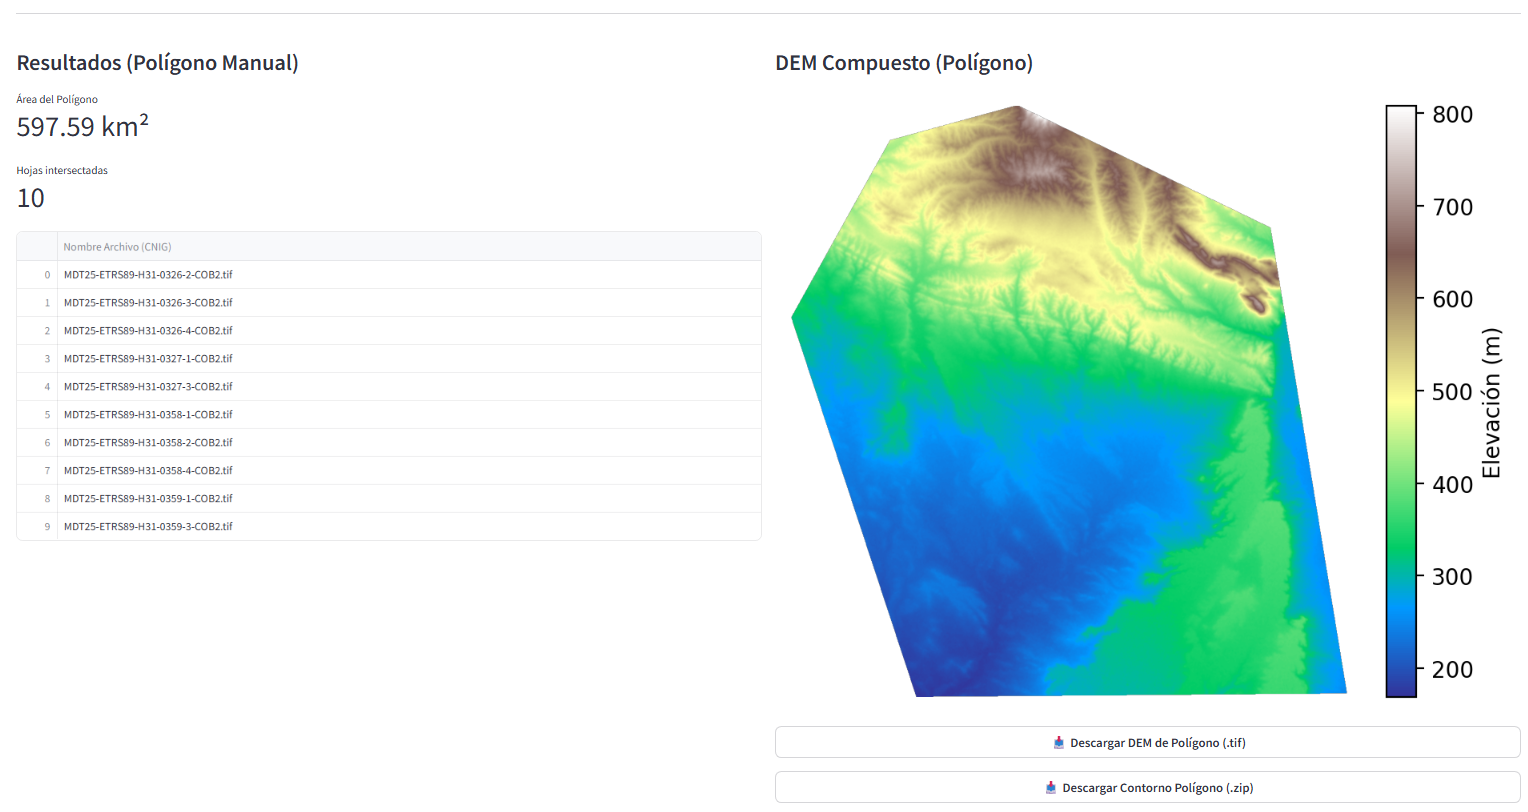 Resultados (Polígono Manual)
Área del Polígono
597.59 km²
Hojas intersectadas
10
Nombre Archivo (CNIG)
0 MDT25-ETRS89-H31-0326-2-COB2.tif
1 MDT25-ETRS89-H31-0326-3-COB2.tif
2 MDT25-ETRS89-H31-0326-4-COB2.tif
3 MDT25-ETRS89-H31-0327-1-COB2.tif
4 MDT25-ETRS89-H31-0327-3-COB2.tif
5 MDT25-ETRS89-H31-0358-1-COB2.tif
6 MDT25-ETRS89-H31-0358-2-COB2.tif
7 MDT25-ETRS89-H31-0358-4-COB2.tif
8 MDT25-ETRS89-H31-0359-1-COB2.tif
9 MDT25-ETRS89-H31-0359-3-COB2.tif
DEM Compuesto (Polígono)
800
700
600
500
400
300
200
Elevación (m)
Descargar DEM de Polígono (.tif)
Descargar Contorno Polígono (.zip)